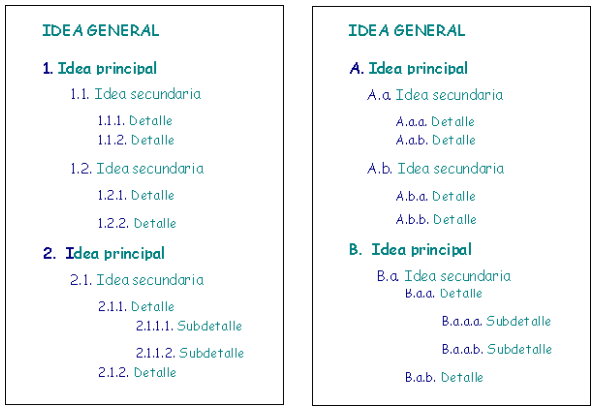 IDEA GENERAL
1. Idea principal
1.1. Idea secundaria
1.1.1. Detalle
1.1.2. Detalle
1.2. Idea secundaria
1.2.1. Detalle
1.2.2. Detalle
2. Idea principal
2.1. Idea secundaria
2.1.1. Detalle
2.1.1.1. Subdetalle
2.1.1.2. Subdetalle
2.1.2. Detalle
IDEA GENERAL
A. Idea principal
A.a. Idea secundaria
A.a.a. Detalle
A.a.b. Detalle
A.b. Idea secundaria
A.b.a. Detalle
A.b.b. Detalle
B. Idea principal
B.a. Idea secundaria
B.a.a. Detalle
B.a.a.a. Subdetalle
B.a.a.b. Subdetalle
B.a.b. Detalle